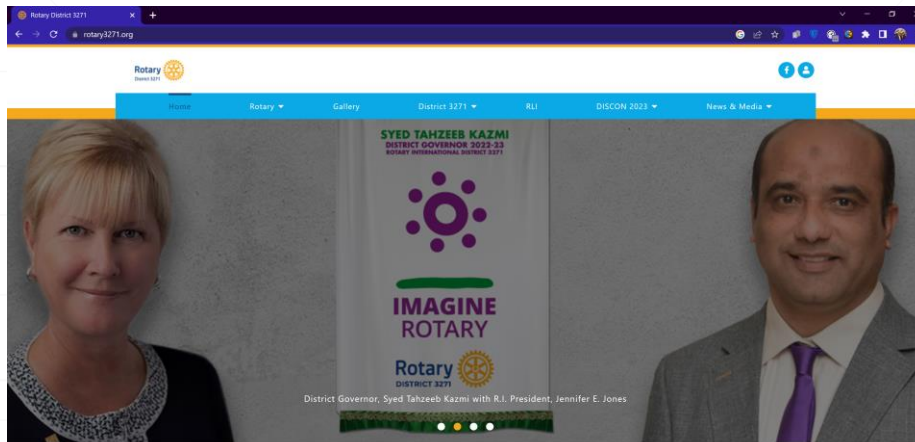 Rotary District 3271
rotary3271.org
Rotary
District 3271
Home
Rotary
Gallery
District 3271
RLI
DISCON 2023
News & Media
SYED TAHZEEB KAZMI
DISTRICT GOVERNOR 2022-23
ROTARY INTERNATIONAL DISTRICT 3271
IMAGINE
ROTARY
Rotary
DISTRICT 3271
District Governor, Syed Tahzeeb Kazmi with R.I. President, Jennifer E. Jones